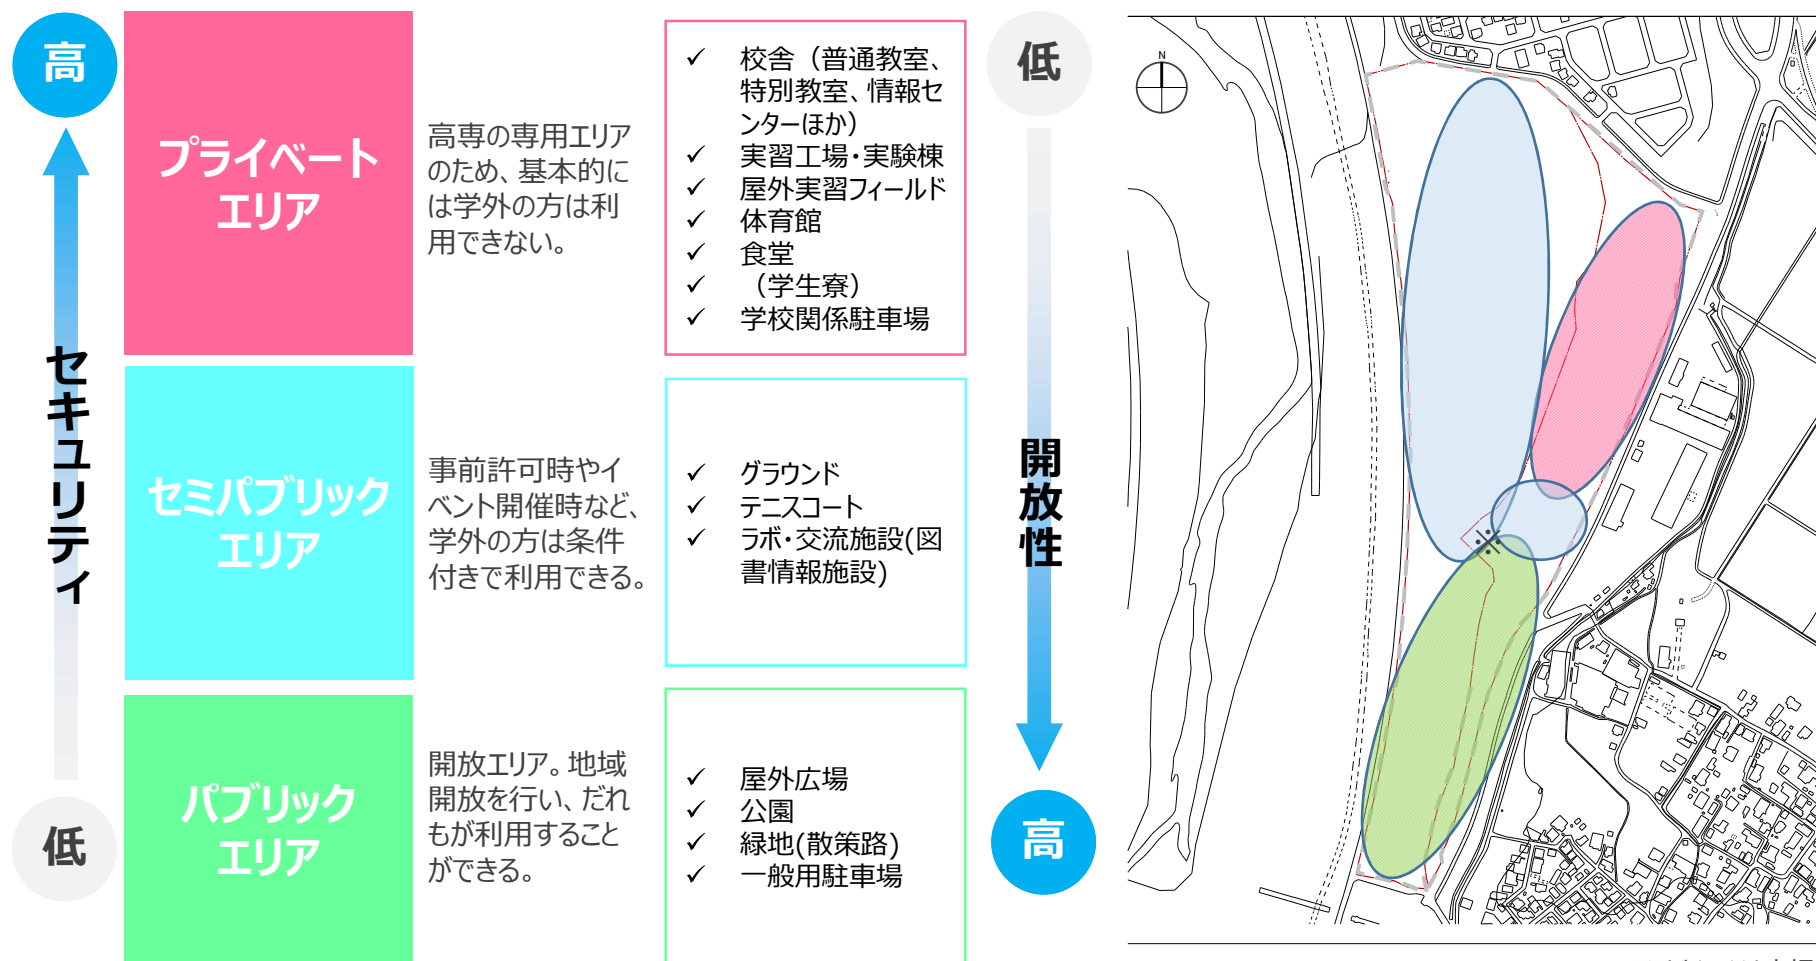 高
セキュリティ
低
プライベート
エリア
高専の専用エリア
のため、基本的に
は学外の方は利
用できない。
✓ 校舎（普通教室、
特別教室、情報セ
ンターほか）
✓ 実習工場・実験棟
✓ 屋外実習フィールド
✓ 体育館
✓ 食堂
✓ （学生寮）
✓ 学校関係駐車場
セミパブリック
エリア
事前許可時やイ
ベント開催時など、
学外の方は条件
付きで利用できる。
✓ グラウンド
✓ テニスコート
✓ ラボ・交流施設(図
書情報施設)
パブリック
エリア
開放エリア。地域
開放を行い、だれ
もが利用すること
ができる。
✓ 屋外広場
✓ 公園
✓ 緑地(散策路)
✓ 一般用駐車場
低
開放性
高
N
※